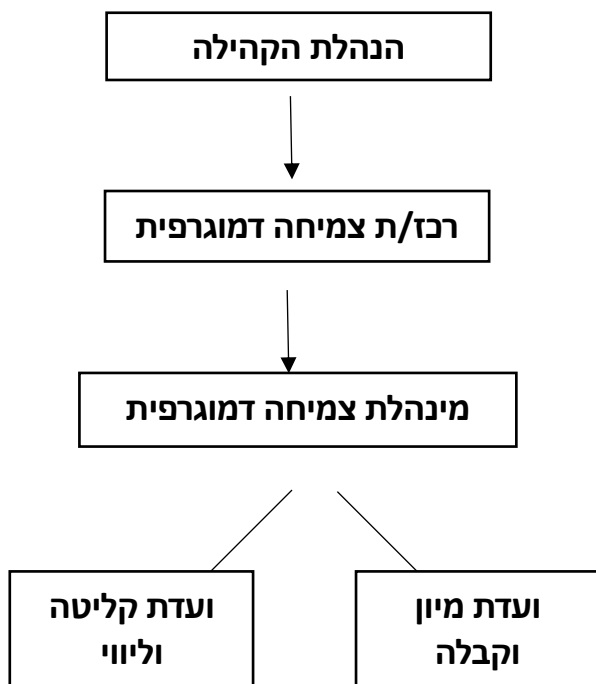 הנהלת הקהילה
רכז/ת צמיחה דמוגרפית
מינהלת צמיחה דמוגרפית
ועדת מיון
וקבלה
ועדת קליטה
וליווי